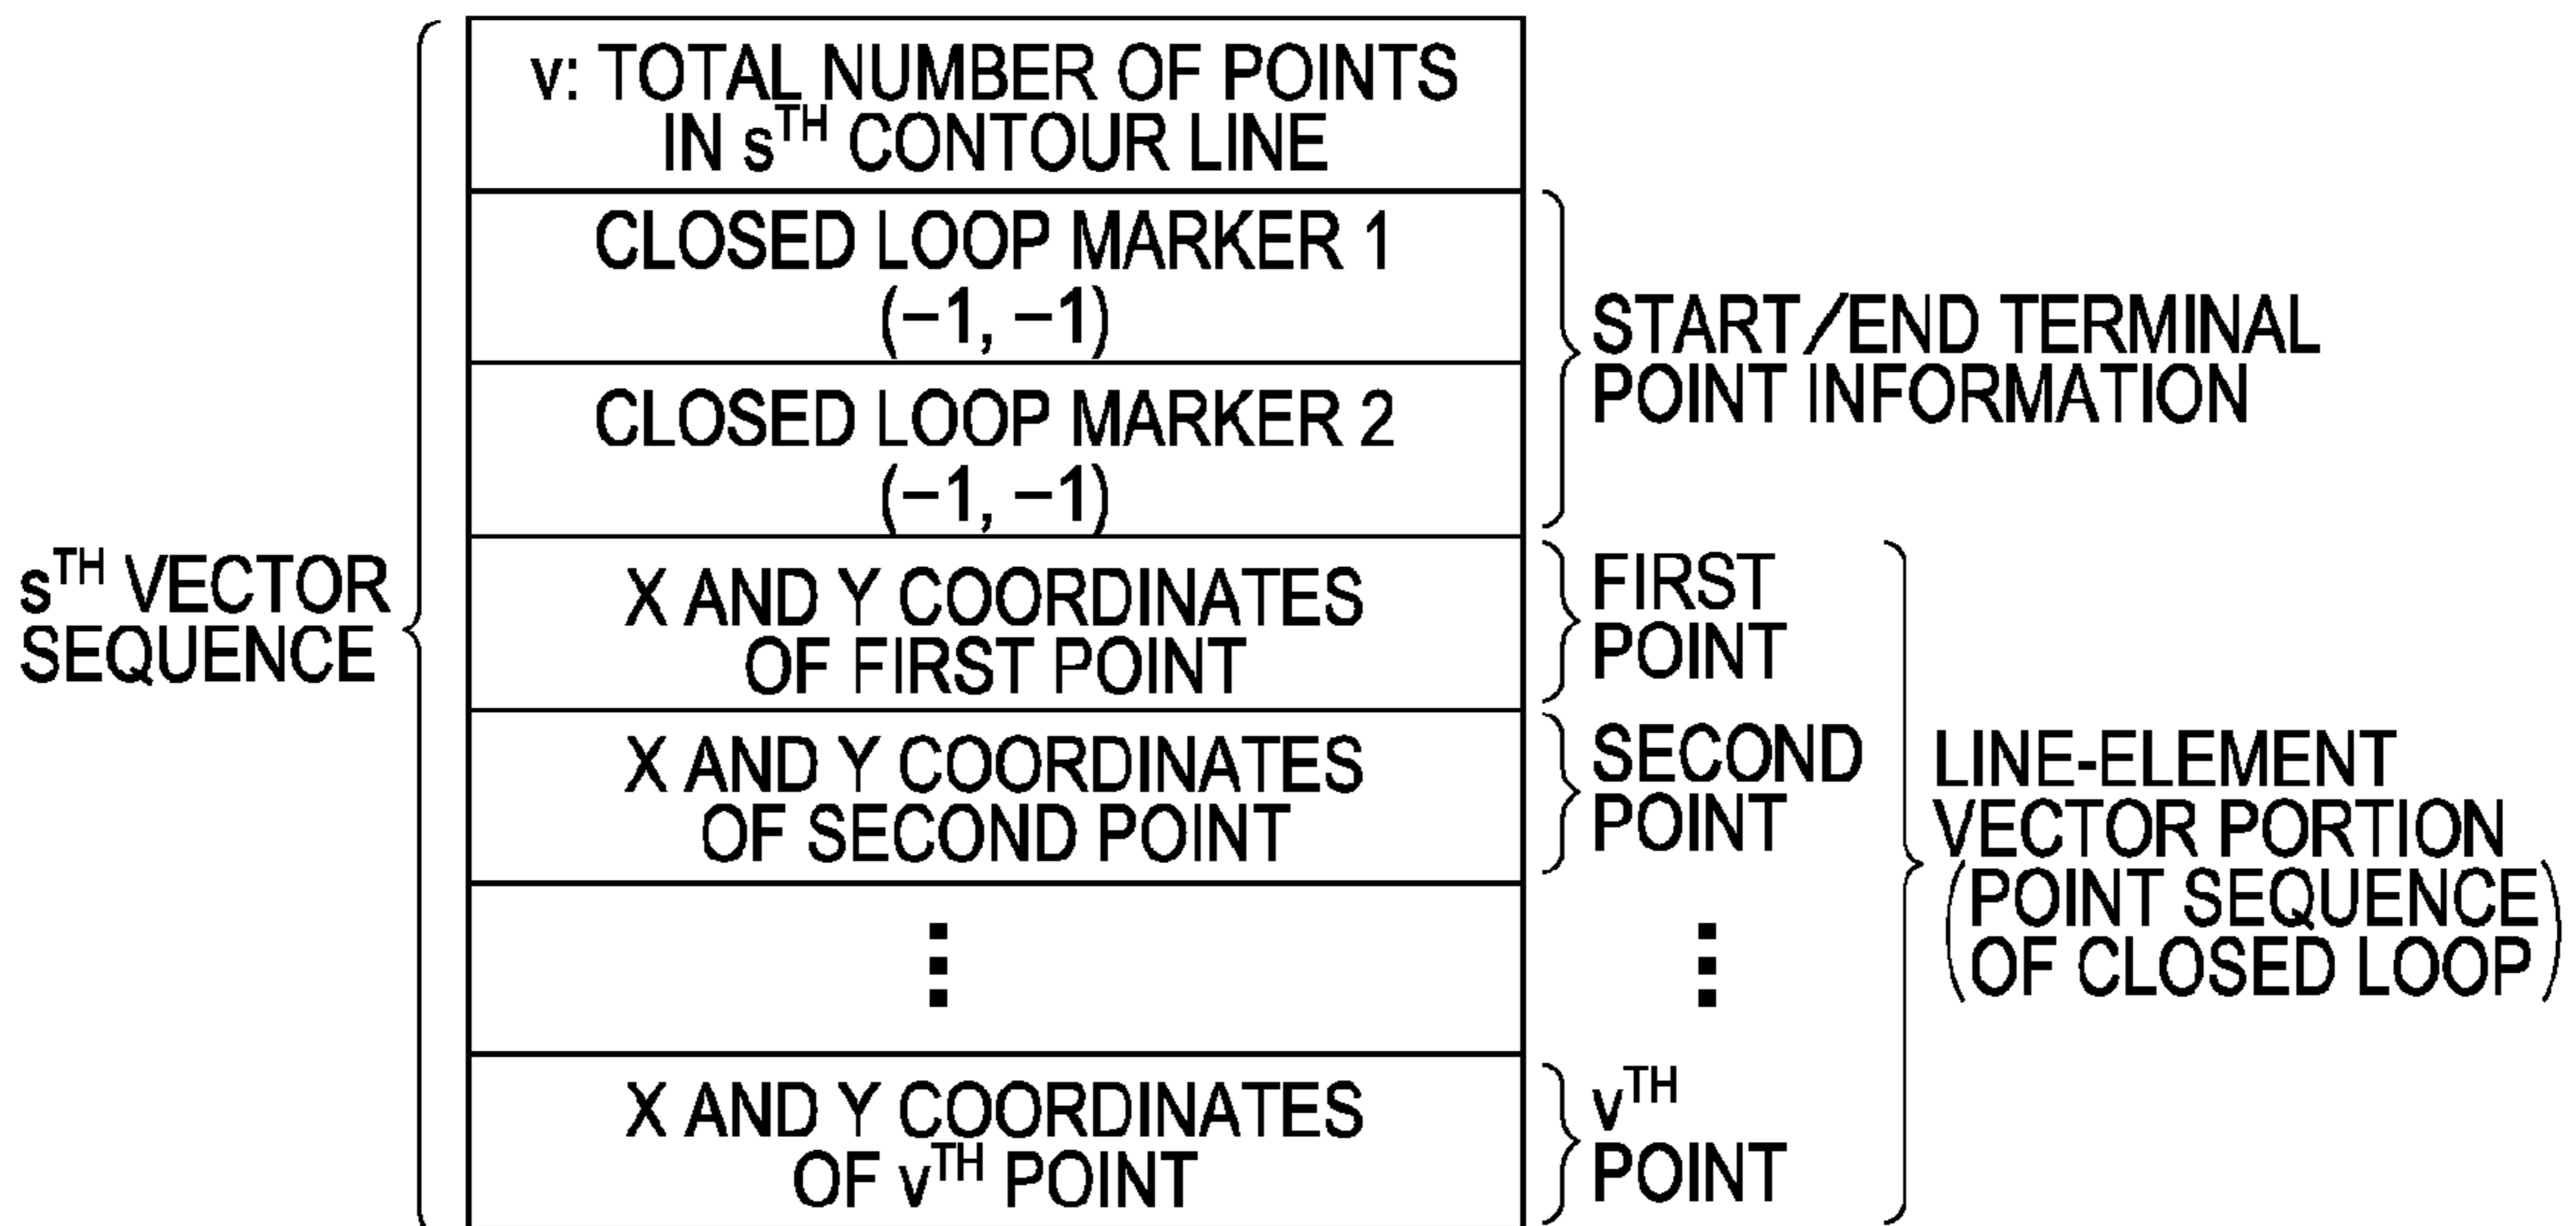 sTH VECTOR
SEQUENCE
v: TOTAL NUMBER OF POINTS
IN sTH CONTOUR LINE
CLOSED LOOP MARKER 1
(−1, −1)
CLOSED LOOP MARKER 2
(−1, −1)
START/END TERMINAL
POINT INFORMATION
X AND Y COORDINATES
OF FIRST POINT
FIRST
POINT
X AND Y COORDINATES
OF SECOND POINT
SECOND
POINT
X AND Y COORDINATES
OF vTH POINT
vTH
POINT
LINE-ELEMENT
VECTOR PORTION
(POINT SEQUENCE
OF CLOSED LOOP)